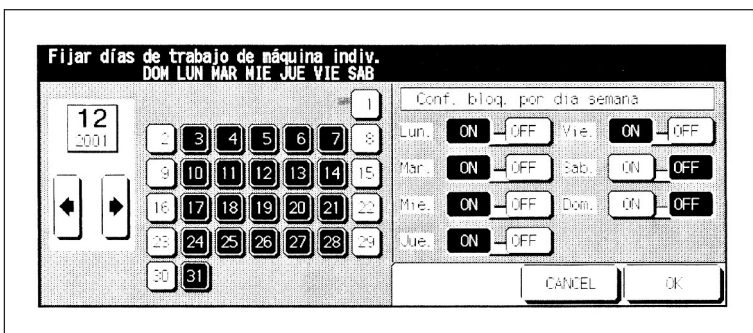 Fijar días de trabajo de máquina indiv.
DOM LUN MAR MIE JUE VIE SAB
12
2001
1
2 3 4 5 6 7 8
9 10 11 12 13 14 15
16 17 18 19 20 21 22
23 24 25 26 27 28 29
30 31
Conf. bloq. por dia semana
Lun. ON OFF Vie. ON OFF
Mar. ON OFF Sab. ON OFF
Mie. ON OFF Dom. ON OFF
Jue. ON OFF
CANCEL OK